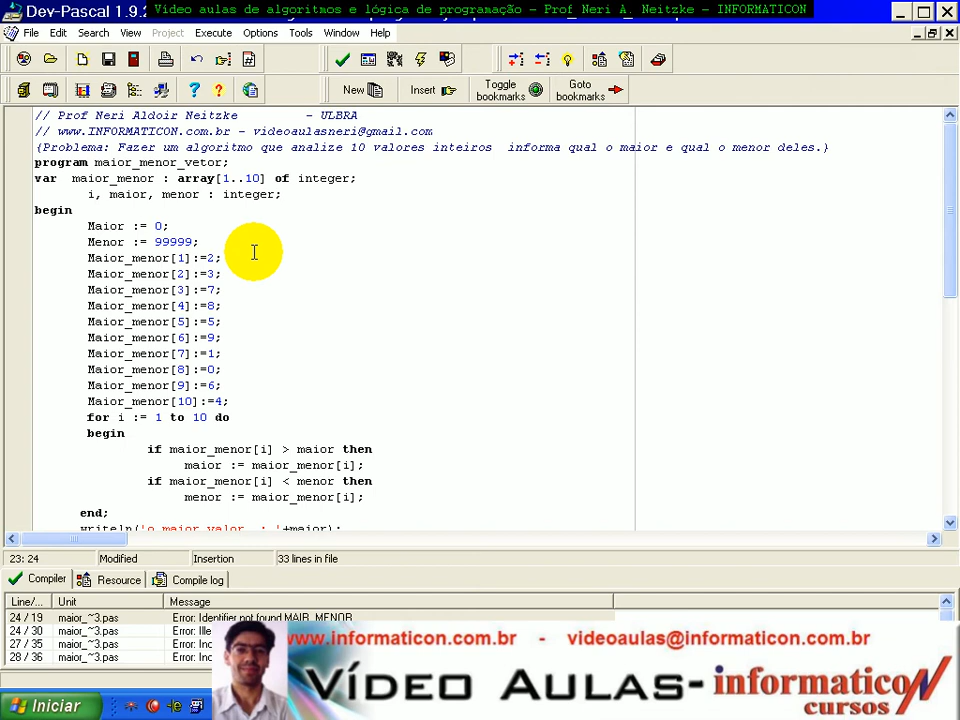 Dev-Pascal 1.9.2
Vídeo aulas de algoritmos e lógica de programação – Prof Neri A. Neitzke – INFORMATICON
File Edit Search View Project Execute Options Tools Window Help
New Insert Toggle bookmarks Goto bookmarks
// Prof Neri Aldoir Neitzke - ULBRA
// www.INFORMATICON.com.br - videoaulasneri@gmail.com
{Problema: Fazer um algoritmo que analize 10 valores inteiros informa qual o maior e qual o menor deles.}
program maior_menor_vetor;
var maior_menor : array[1..10] of integer;
i, maior, menor : integer;
begin
Maior := 0;
Menor := 99999;
Maior_menor[1]:=2;
Maior_menor[2]:=3;
Maior_menor[3]:=7;
Maior_menor[4]:=8;
Maior_menor[5]:=5;
Maior_menor[6]:=9;
Maior_menor[7]:=1;
Maior_menor[8]:=0;
Maior_menor[9]:=6;
Maior_menor[10]:=4;
for i := 1 to 10 do
begin
if maior_menor[i] > maior then
maior := maior_menor[i];
if maior_menor[i] < menor then
menor := maior_menor[i];
end;
writeln('o maior valor : '+maior);
23: 24 Modified Insertion 33 lines in file
Compiler Resource Compile log
Line/... Unit Message
24 / 19 maior_~3.pas Error: Identifier not found MAIR_MENOR
24 / 30 maior_~3.pas Error: Ille
27 / 35 maior_~3.pas Error: Inc
28 / 36 maior_~3.pas Error: Inc
www.informaticon.com.br - videoaulas@informaticon.com.br
Vídeo Aulas- informaticon
cursos
Iniciar